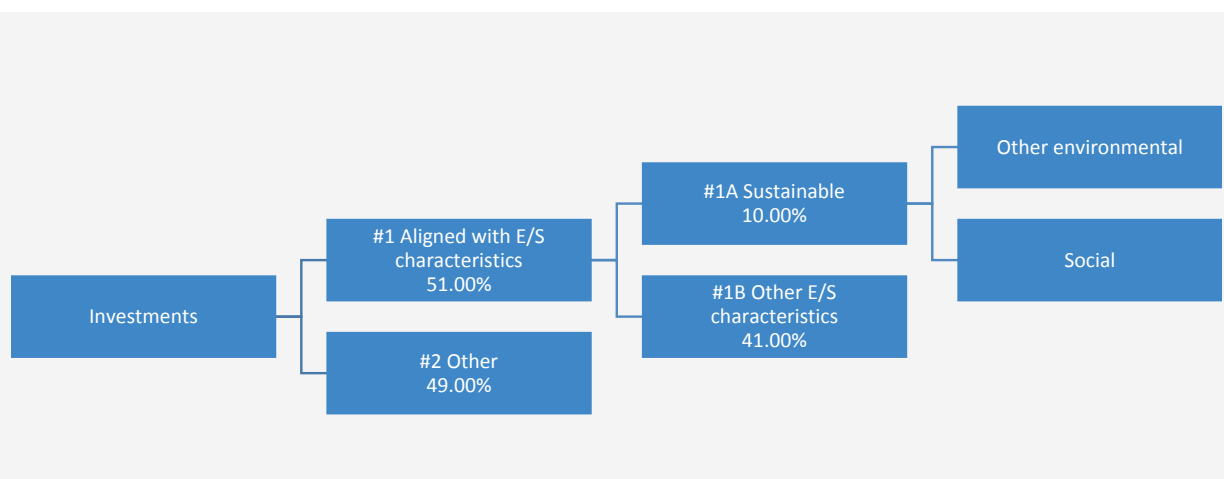 Investments
#1 Aligned with E/S
characteristics
51.00%
#2 Other
49.00%
#1A Sustainable
10.00%
#1B Other E/S
characteristics
41.00%
Other environmental
Social